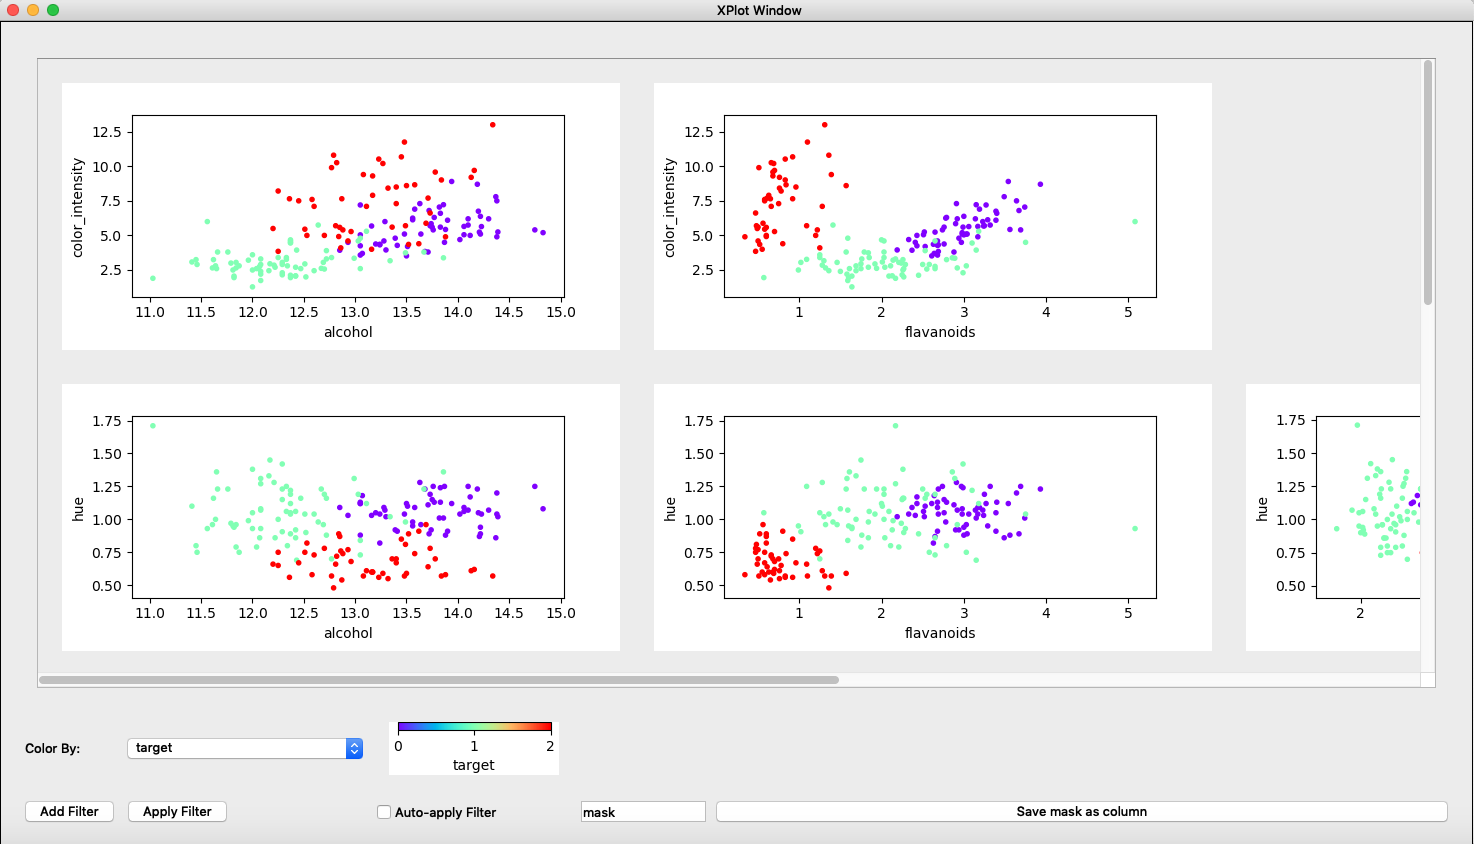 XPlot Window
12.5
10.0
7.5
5.0
2.5
color_intensity
11.0 11.5 12.0 12.5 13.0 13.5 14.0 14.5 15.0
alcohol
12.5
10.0
7.5
5.0
2.5
color_intensity
1 2 3 4 5
flavanoids
1.75
1.50
1.25
1.00
0.75
0.50
hue
11.0 11.5 12.0 12.5 13.0 13.5 14.0 14.5 15.0
alcohol
1.75
1.50
1.25
1.00
0.75
0.50
hue
1 2 3 4 5
flavanoids
1.75
1.50
1.25
1.00
0.75
0.50
hue
2
Color By: target
0 1 2
target
Add Filter Apply Filter Auto-apply Filter mask Save mask as column